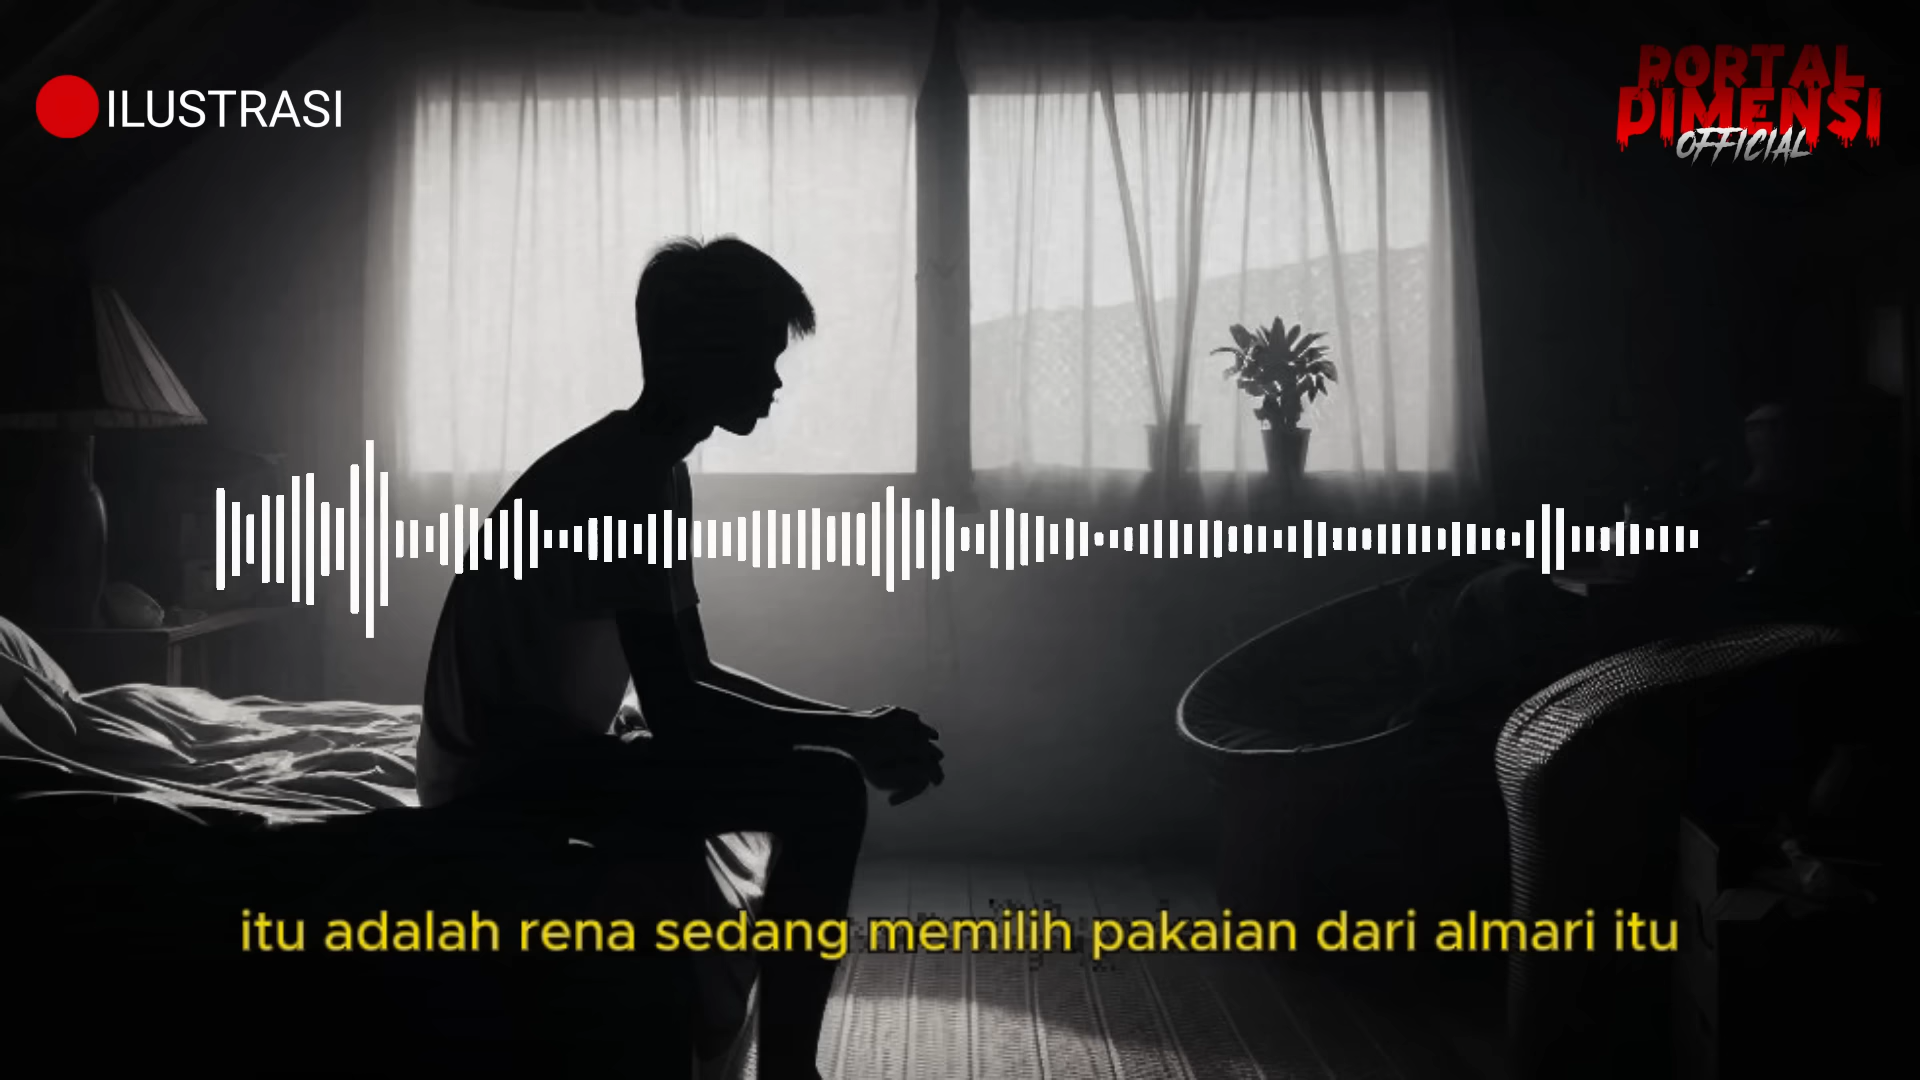 ILUSTRASI
PORTAL
DIMENSI
OFFICIAL
itu adalah rena sedang memilih pakaian dari almari itu